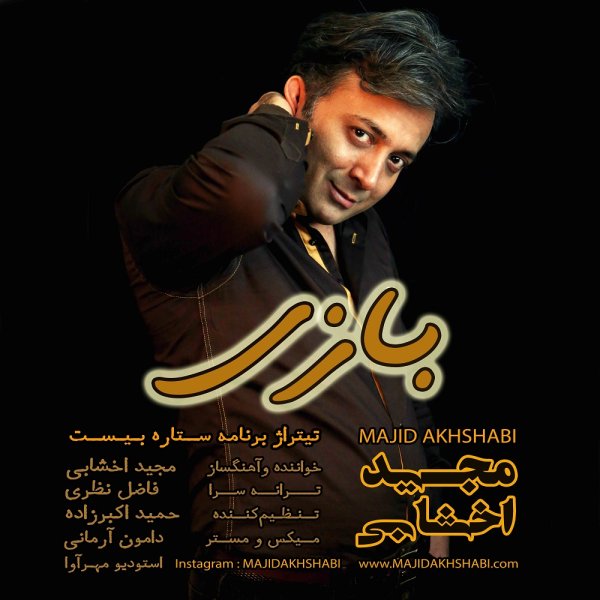 بازی
MAJID AKHSHABI
مجید
اخشابی
www.MAJIDAKHSHABI.com
تیتراژ برنامه ستاره بیست
خواننده وآهنگساز مجید اخشابی
ترانه سرا فاضل نظری
تنظیم‌کننده حمید اکبرزاده
میکس و مستر دامون آرمانی
استودیو مهرآوا
Instagram : MAJIDAKHSHABI